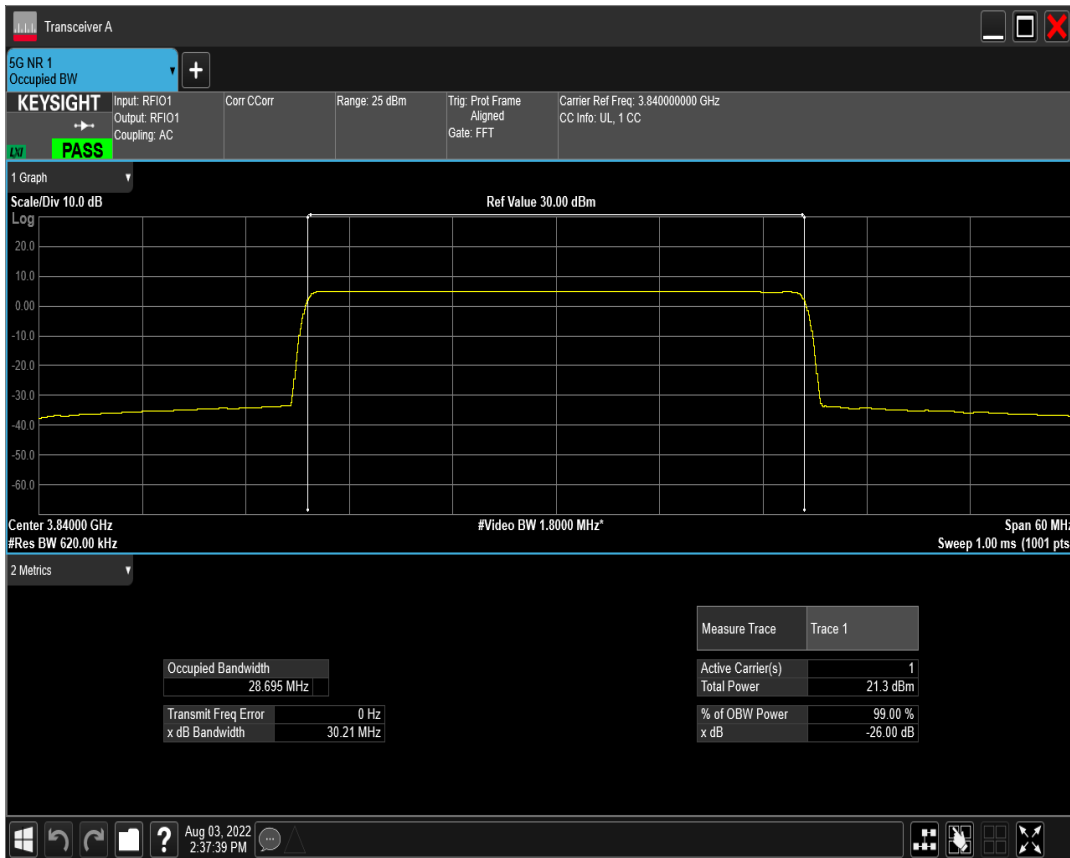 Transceiver A
5G NR 1
Occupied BW
KEYSIGHT
LXI
PASS
Input: RFIO1
Output: RFIO1
Coupling: AC
Corr CCorr
Range: 25 dBm
Trig: Prot Frame
Aligned
Gate: FFT
Carrier Ref Freq: 3.840000000 GHz
CC Info: UL, 1 CC
1 Graph
Scale/Div 10.0 dB
Ref Value 30.00 dBm
Log
20.0
10.0
0.00
-10.0
-20.0
-30.0
-40.0
-50.0
-60.0
Center 3.84000 GHz
#Video BW 1.8000 MHz*
Span 60 MHz
#Res BW 620.00 kHz
Sweep 1.00 ms (1001 pts
2 Metrics
Measure Trace Trace 1
Occupied Bandwidth
28.695 MHz
Active Carrier(s) 1
Total Power 21.3 dBm
Transmit Freq Error 0 Hz
x dB Bandwidth 30.21 MHz
% of OBW Power 99.00 %
x dB -26.00 dB
?
Aug 03, 2022
2:37:39 PM